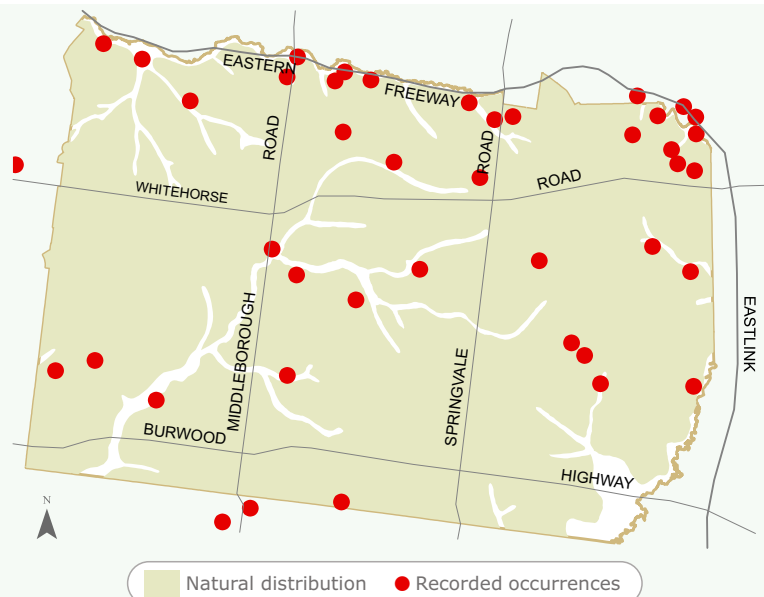 EASTERN
FREEWAY
ROAD
ROAD
ROAD
WHITEHORSE
MIDDLEBOROUGH
SPRINGVALE
EASTLINK
BURWOOD
HIGHWAY
N
Natural distribution
Recorded occurrences